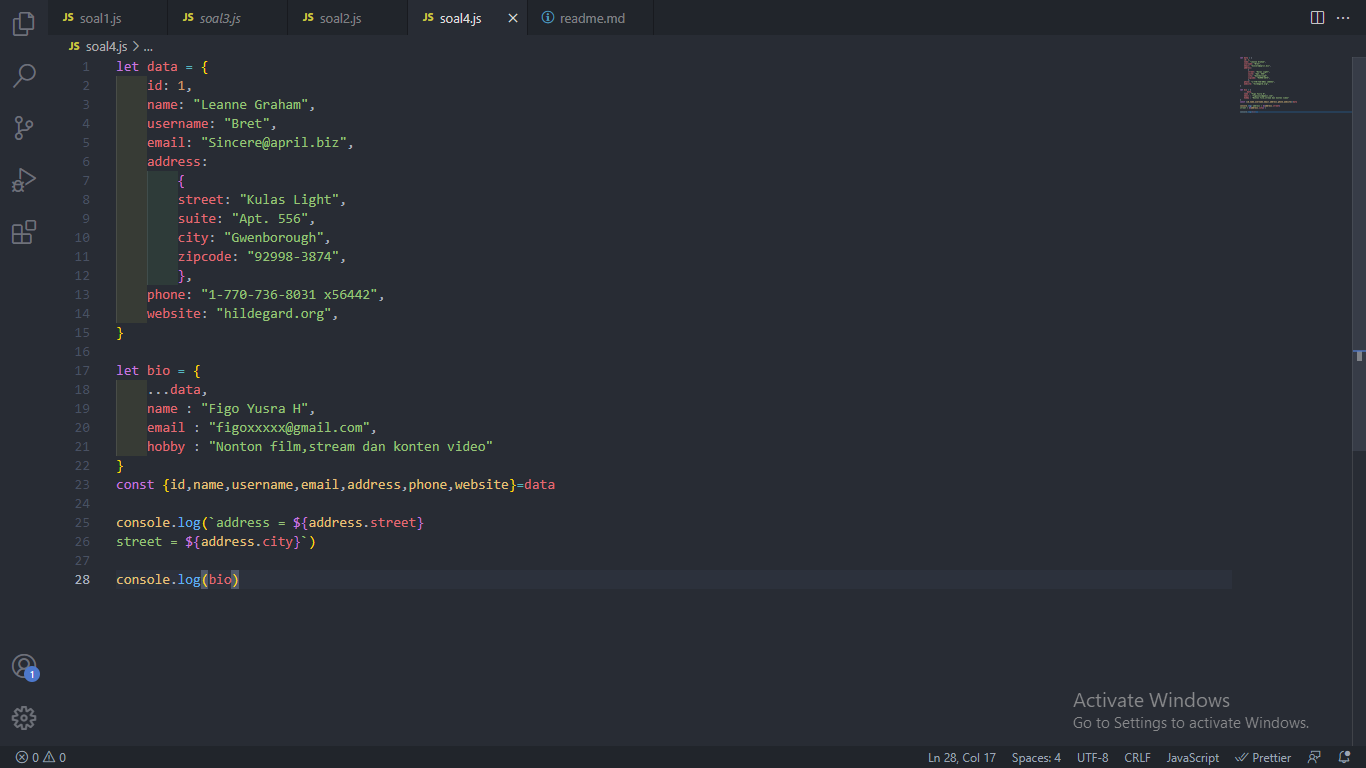 JS soal1.js JS soal3.js JS soal2.js JS soal4.js × readme.md ...
JS soal4.js > ...
1 let data = {
2     id: 1,
3     name: "Leanne Graham",
4     username: "Bret",
5     email: "Sincere@april.biz",
6     address:
7         {
8         street: "Kulas Light",
9         suite: "Apt. 556",
10         city: "Gwenborough",
11         zipcode: "92998-3874",
12         },
13     phone: "1-770-736-8031 x56442",
14     website: "hildegard.org",
15 }
16
17 let bio = {
18     ...data,
19     name : "Figo Yusra H",
20     email : "figoxxxxx@gmail.com",
21     hobby : "Nonton film,stream dan konten video"
22 }
23 const {id,name,username,email,address,phone,website}=data
24
25 console.log(`address = ${address.street}
26 street = ${address.city}`)
27
28 console.log(bio)
1
Activate Windows
Go to Settings to activate Windows.
0 0 Ln 28, Col 17 Spaces: 4 UTF-8 CRLF JavaScript Prettier